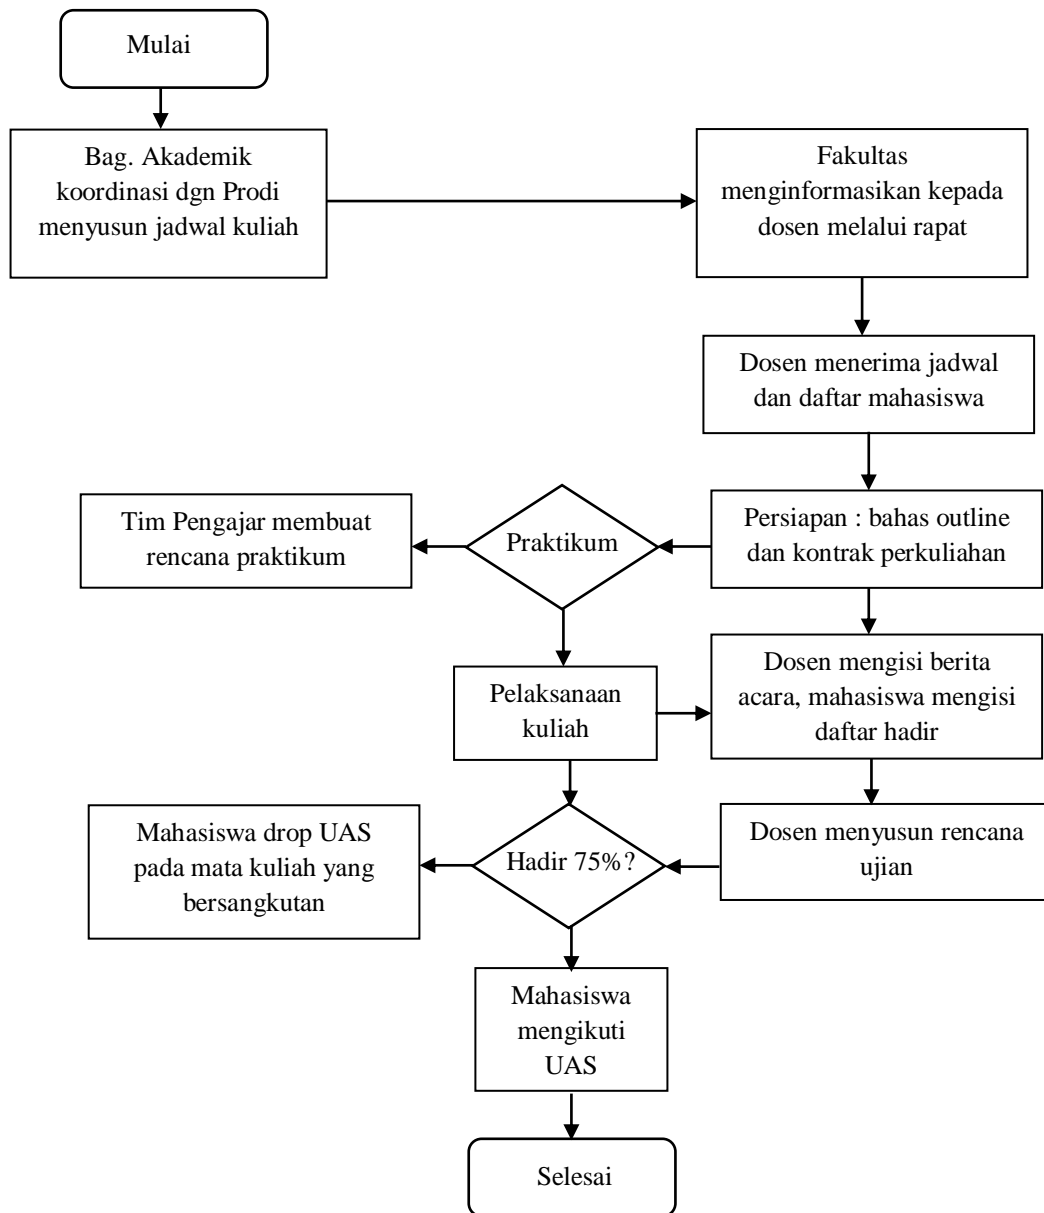 Mulai
Bag. Akademik
koordinasi dgn Prodi
menyusun jadwal kuliah
Fakultas
menginformasikan kepada
dosen melalui rapat
Dosen menerima jadwal
dan daftar mahasiswa
Persiapan : bahas outline
dan kontrak perkuliahan
Praktikum
Tim Pengajar membuat
rencana praktikum
Pelaksanaan
kuliah
Dosen mengisi berita
acara, mahasiswa mengisi
daftar hadir
Dosen menyusun rencana
ujian
Hadir 75%?
Mahasiswa drop UAS
pada mata kuliah yang
bersangkutan
Mahasiswa
mengikuti
UAS
Selesai